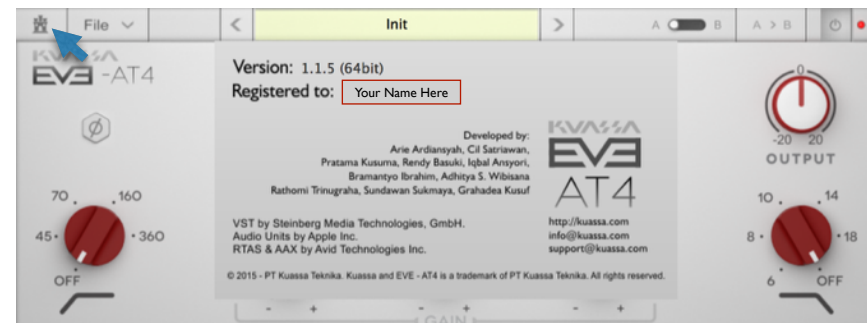 File
<
Init
>
A B
A > B
KUASSA
EVE -AT4
Version: 1.1.5 (64bit)
Registered to: Your Name Here
Developed by:
Arie Ardiansyah, Cil Satriawan,
Pratama Kusuma, Rendy Basuki, Iqbal Ansyori,
Bramantyo Ibrahim, Adhitya S. Wibisana
Rathomi Trinugraha, Sundawan Sukmaya, Grahadea Kusuf
KUASSA
EVE
AT4
VST by Steinberg Media Technologies, GmbH.
Audio Units by Apple Inc.
RTAS & AAX by Avid Technologies Inc.
http://kuassa.com
info@kuassa.com
support@kuassa.com
© 2015 - PT Kuassa Teknika. Kuassa and EVE - AT4 is a trademark of PT Kuassa Teknika. All rights reserved.
70 160
45 360
OFF
0
-20 20
OUTPUT
10 14
8 18
6 OFF
- + - + - +
GAIN